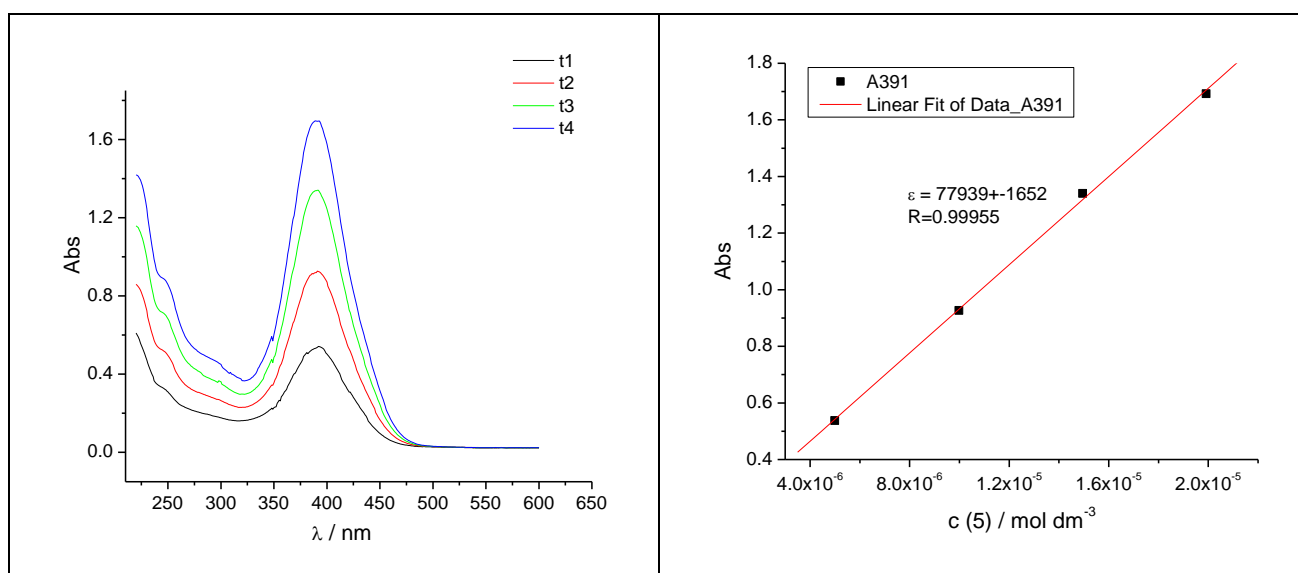 t1
t2
t3
t4
Abs
1.6
1.2
0.8
0.4
0.0
250 300 350 400 450 500 550 600 650
λ / nm
A391
Linear Fit of Data_A391
ε = 77939+-1652
R=0.99955
Abs
1.8
1.6
1.4
1.2
1.0
0.8
0.6
0.4
4.0x10⁻⁶ 8.0x10⁻⁶ 1.2x10⁻⁵ 1.6x10⁻⁵ 2.0x10⁻⁵
c (5) / mol dm⁻³